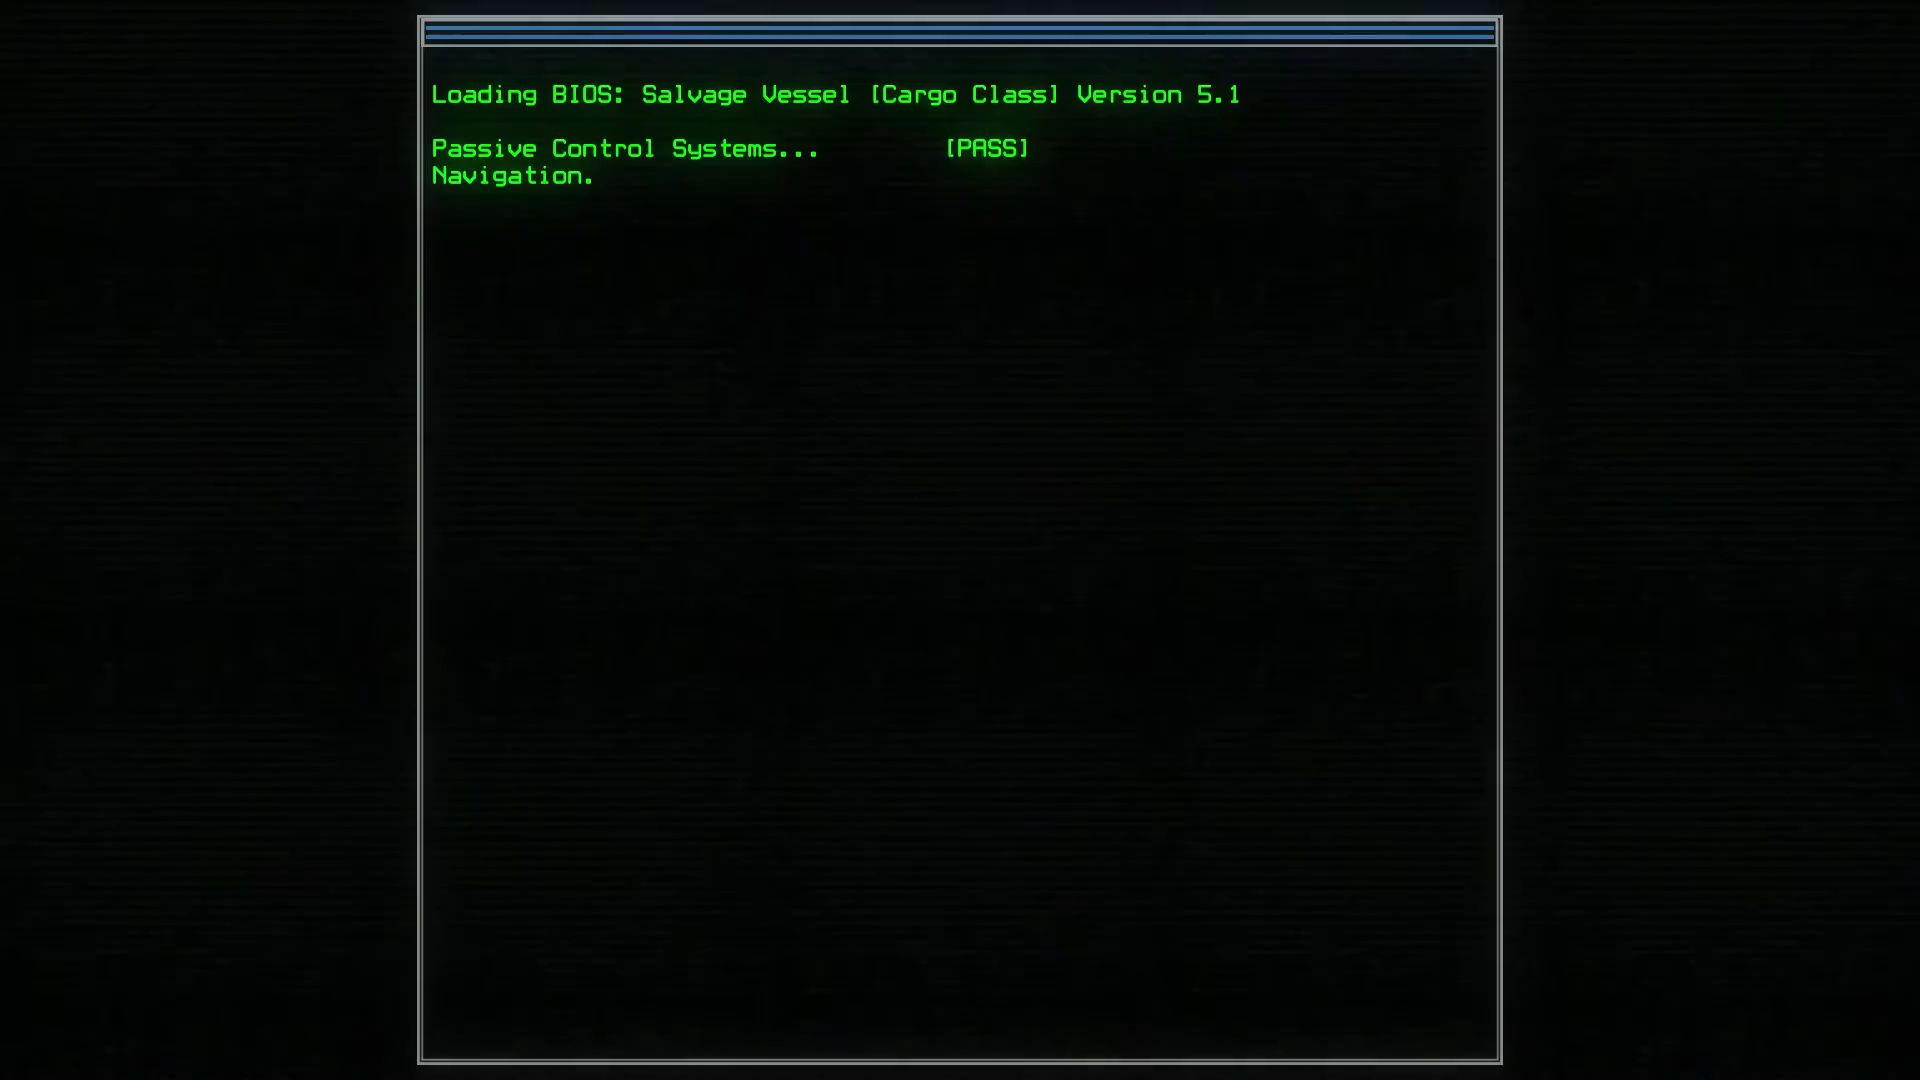 Loading BIOS: Salvage Vessel [Cargo Class] Version 5.1
Passive Control Systems... [PASS]
Navigation.